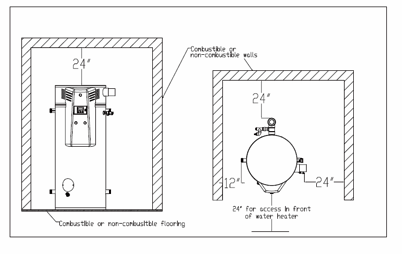 Combustible or
non-combustible walls
24"
24"
12"
24"
24" for access in front
of water heater
Combustible or non-combustible flooring